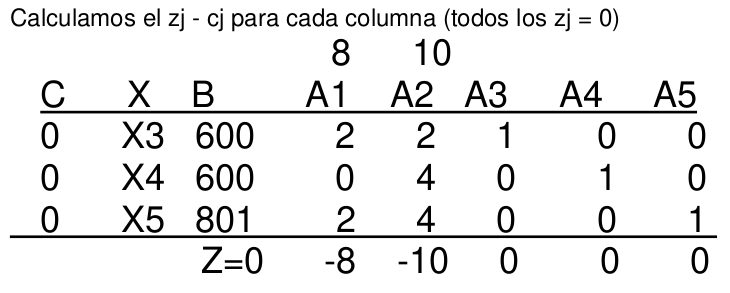 Calculamos el zj - cj para cada columna (todos los zj = 0)
8 10
C X B A1 A2 A3 A4 A5
0 X3 600 2 2 1 0 0
0 X4 600 0 4 0 1 0
0 X5 801 2 4 0 0 1
Z=0 -8 -10 0 0 0